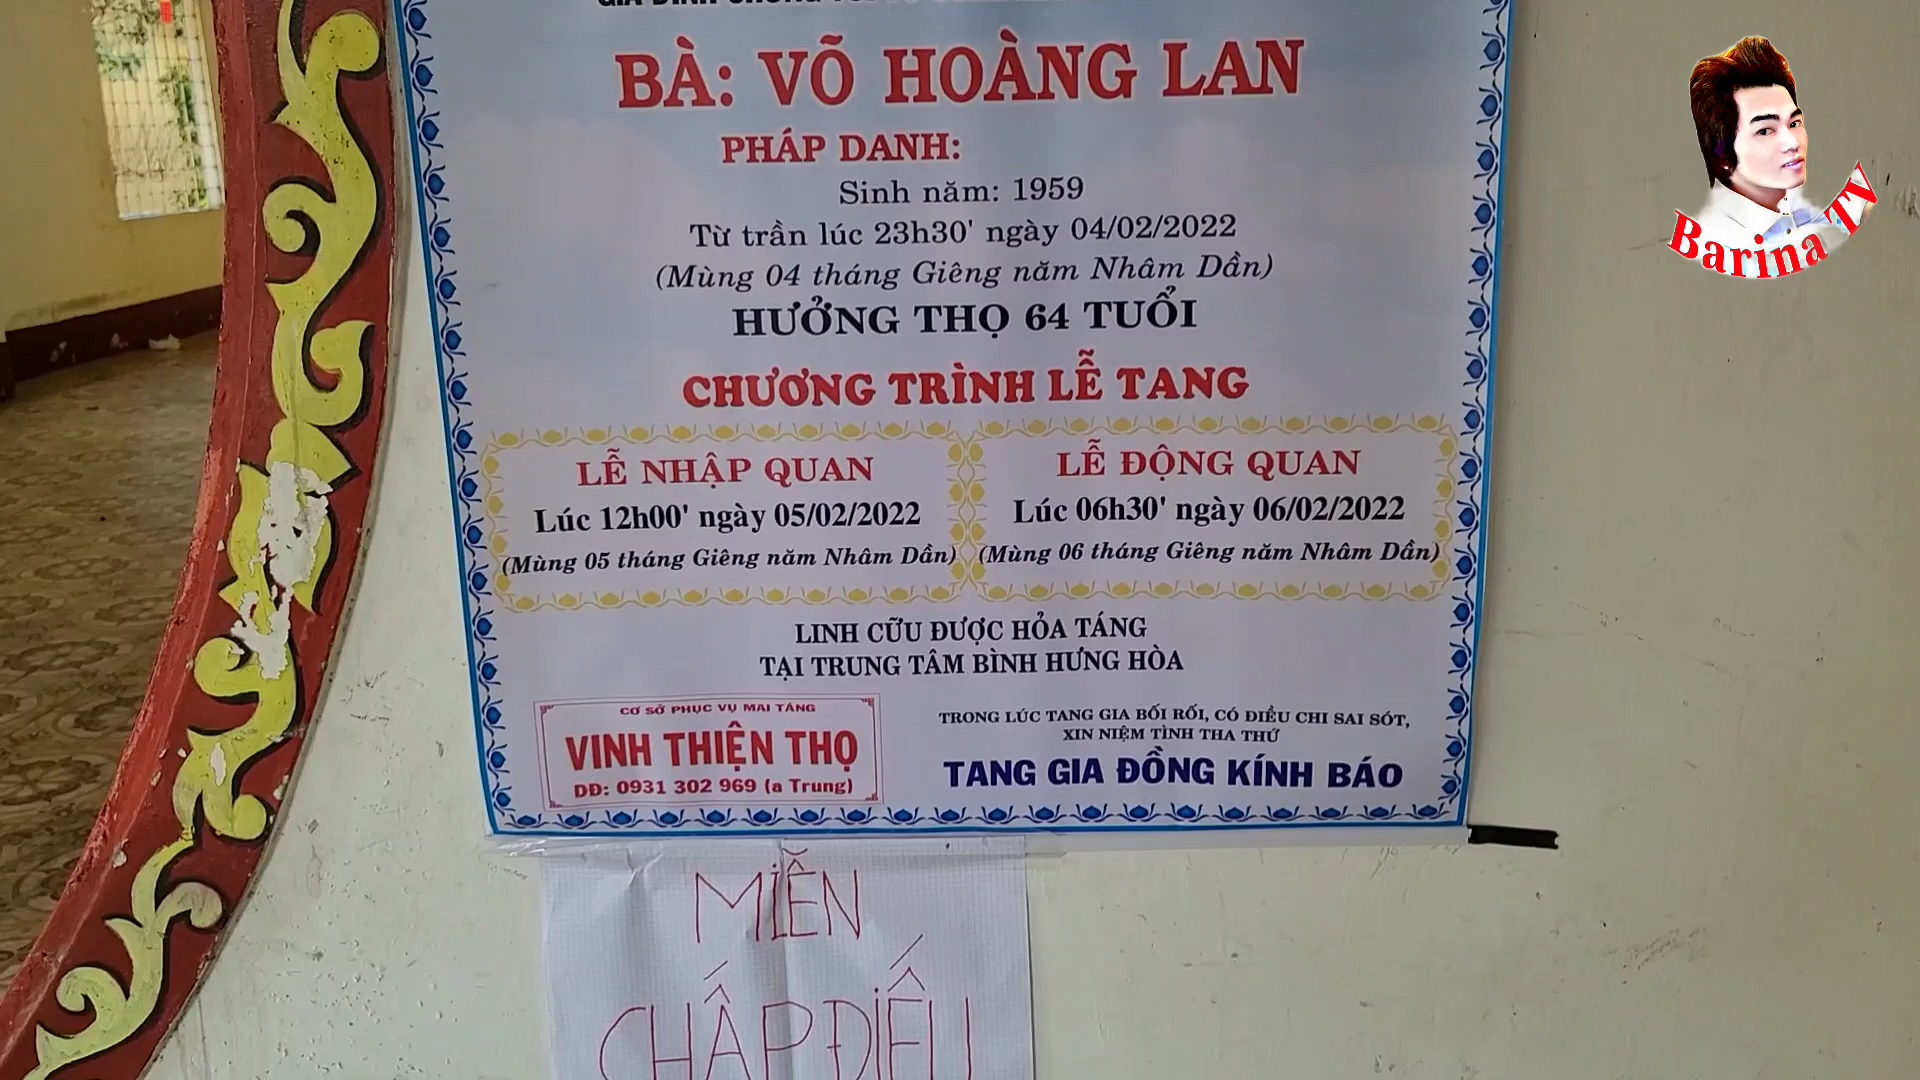 BÀ: VÕ HOÀNG LAN
PHÁP DANH:
Sinh năm: 1959
Từ trần lúc 23h30' ngày 04/02/2022
(Mùng 04 tháng Giêng năm Nhâm Dần)
HƯỞNG THỌ 64 TUỔI
CHƯƠNG TRÌNH LỄ TANG
LỄ NHẬP QUAN
Lúc 12h00' ngày 05/02/2022
(Mùng 05 tháng Giêng năm Nhâm Dần)
LỄ ĐỘNG QUAN
Lúc 06h30' ngày 06/02/2022
(Mùng 06 tháng Giêng năm Nhâm Dần)
LINH CỮU ĐƯỢC HỎA TÁNG
TẠI TRUNG TÂM BÌNH HƯNG HÒA
CƠ SỞ PHỤC VỤ MAI TÁNG
VINH THIỆN THỌ
DĐ: 0931 302 969 (a Trung)
TRONG LÚC TANG GIA BỐI RỐI, CÓ ĐIỀU CHI SAI SÓT,
XIN NIỆM TÌNH THA THỨ
TANG GIA ĐỒNG KÍNH BÁO
MIỄN
CHẤP ĐIẾU
Barina TV